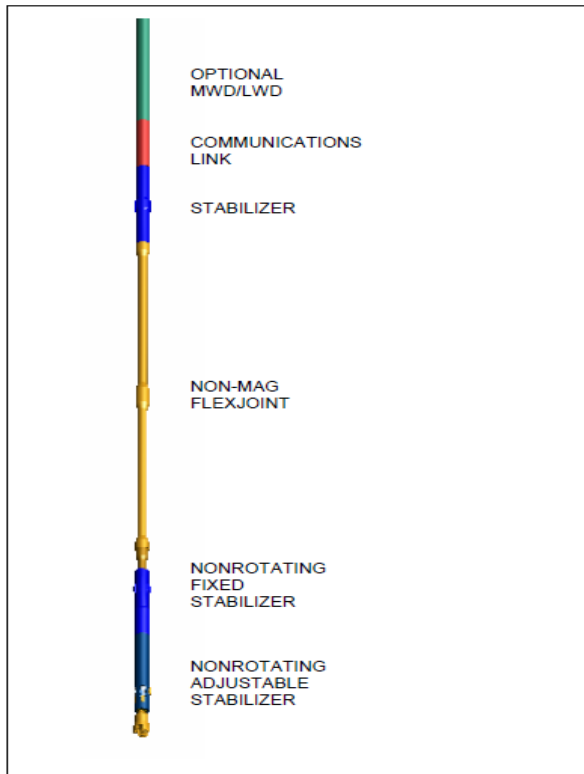 OPTIONAL
MWD/LWD
COMMUNICATIONS
LINK
STABILIZER
NON-MAG
FLEXJOINT
NONROTATING
FIXED
STABILIZER
NONROTATING
ADJUSTABLE
STABILIZER